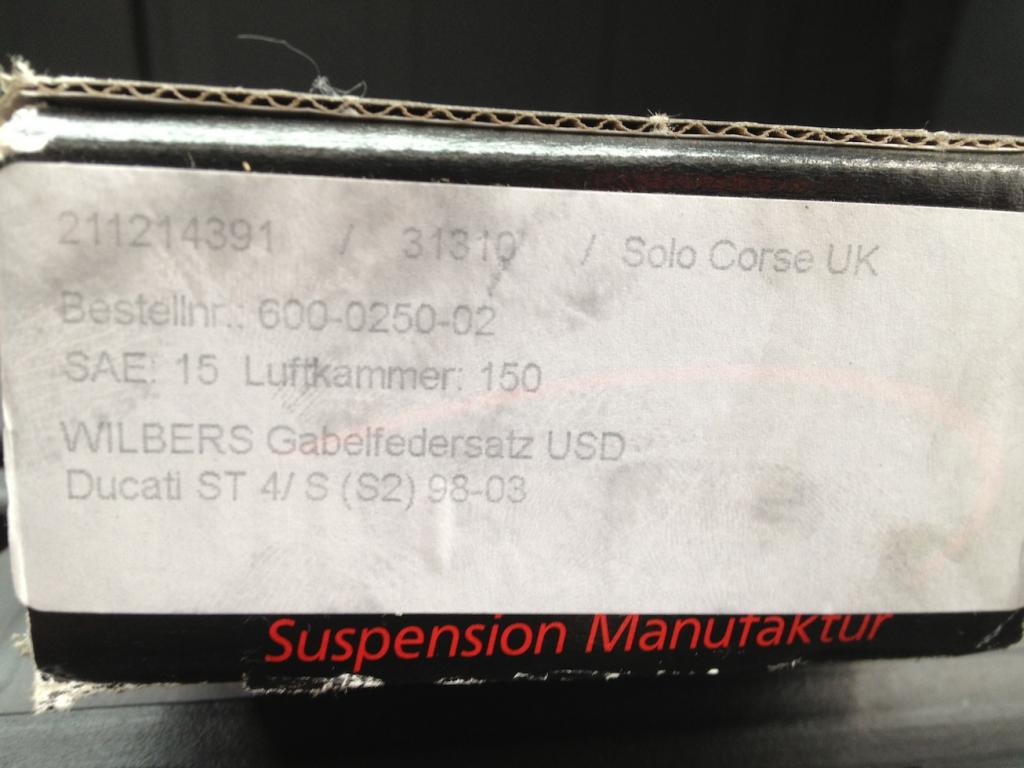 211214391 / 31310 / Solo Corse UK
Bestellnr.: 600-0250-02
SAE: 15 Luftkammer: 150
WILBERS Gabelfedersatz USD
Ducati ST 4/ S (S2) 98-03
Suspension Manufaktur